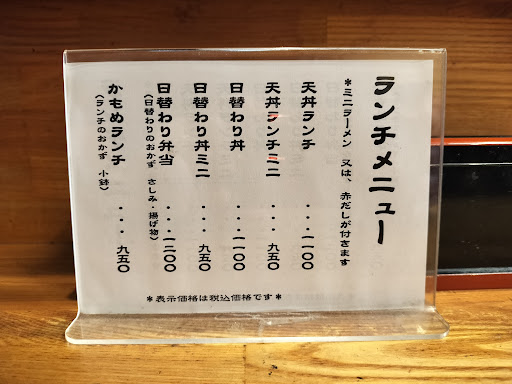 ランチメニュー
*ミニラーメン 又は、赤だしが付きます
天丼ランチ ・・・一一〇〇
天丼ランチミニ ・・・九五〇
日替わり丼 ・・・一一〇〇
日替わり丼ミニ ・・・九五〇
日替わり弁当 ・・・一二〇〇
(日替わりのおかず さしみ・揚げ物)
かもめランチ ・・・九五〇
(ランチのおかず 小鉢)
*表示価格は税込価格です*